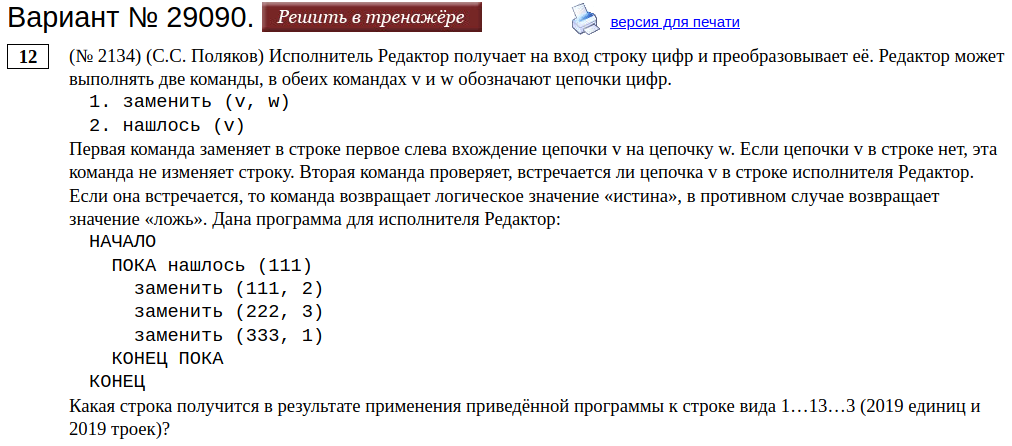 Вариант № 29090. Решить в тренажёре версия для печати
12 (№ 2134) (С.С. Поляков) Исполнитель Редактор получает на вход строку цифр и преобразовывает её. Редактор может
выполнять две команды, в обеих командах v и w обозначают цепочки цифр.
1. заменить (v, w)
2. нашлось (v)
Первая команда заменяет в строке первое слева вхождение цепочки v на цепочку w. Если цепочки v в строке нет, эта
команда не изменяет строку. Вторая команда проверяет, встречается ли цепочка v в строке исполнителя Редактор.
Если она встречается, то команда возвращает логическое значение «истина», в противном случае возвращает
значение «ложь». Дана программа для исполнителя Редактор:
НАЧАЛО
ПОКА нашлось (111)
заменить (111, 2)
заменить (222, 3)
заменить (333, 1)
КОНЕЦ ПОКА
КОНЕЦ
Какая строка получится в результате применения приведённой программы к строке вида 1…13…3 (2019 единиц и
2019 троек)?